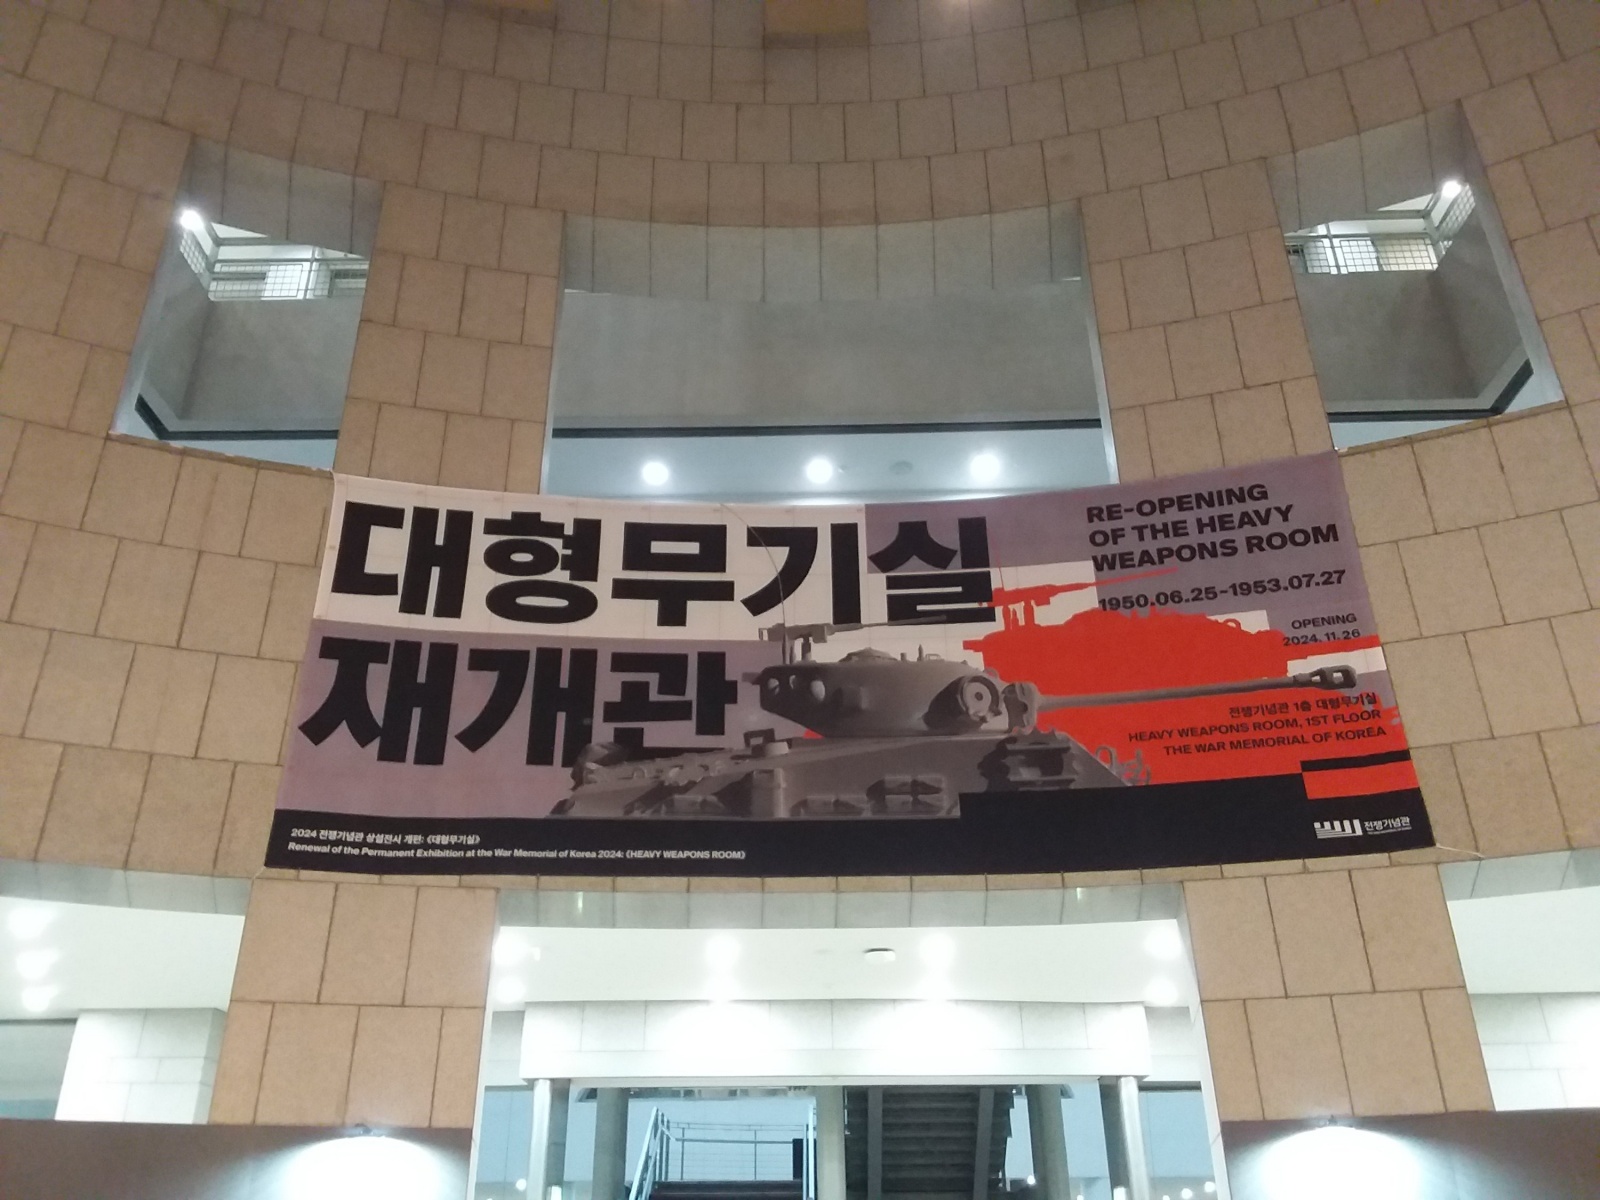 대형무기실
재개관
RE-OPENING
OF THE HEAVY
WEAPONS ROOM
1950.06.25-1953.07.27
OPENING
2024.11.26
전쟁기념관 1층 대형무기실
HEAVY WEAPONS ROOM, 1ST FLOOR
THE WAR MEMORIAL OF KOREA
2024 전쟁기념관 상설전시 개편: 《대형무기실》
Renewal of the Permanent Exhibition at the War Memorial of Korea 2024: 《HEAVY WEAPONS ROOM》
전쟁기념관